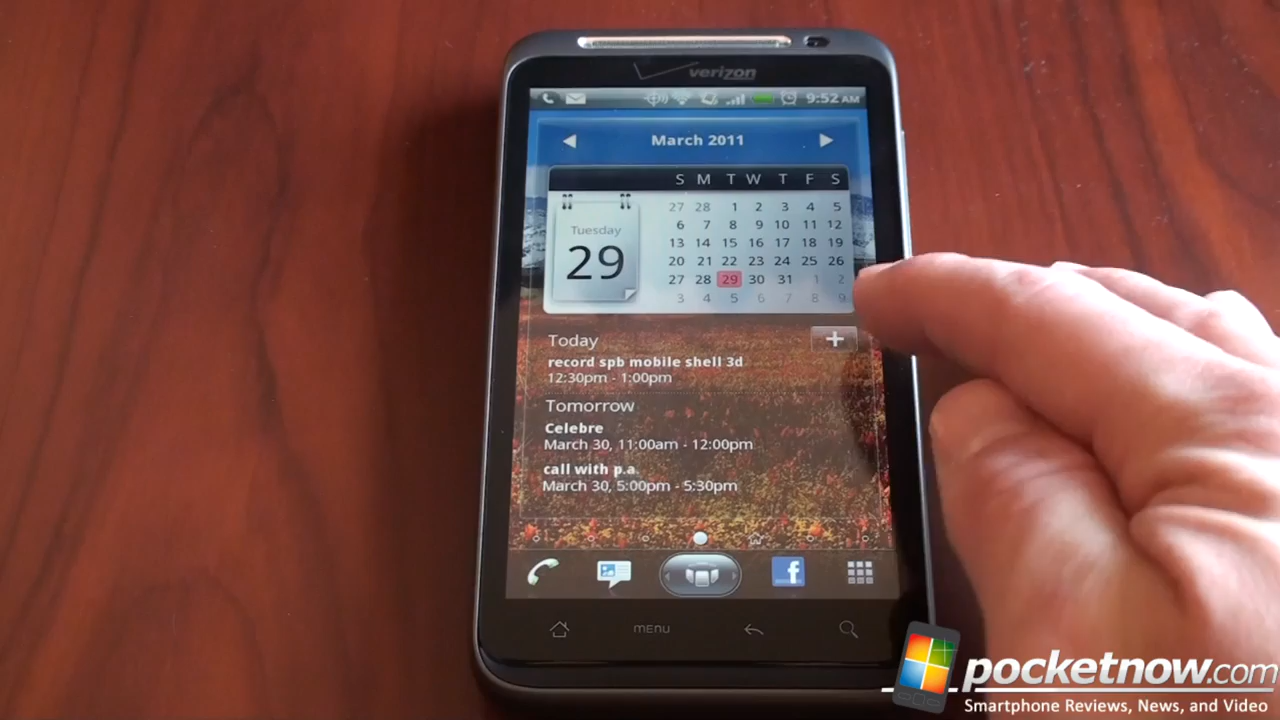 verizon
9:52 AM
March 2011
S M T W T F S
Tuesday
29
27 28 1 2 3 4 5
6 7 8 9 10 11 12
13 14 15 16 17 18 19
20 21 22 23 24 25 26
27 28 29 30 31 1 2
3 4 5 6 7 8 9
Today
+
record spb mobile shell 3d
12:30pm - 1:00pm
Tomorrow
Celebre
March 30, 11:00am - 12:00pm
call with p.a.
March 30, 5:00pm - 5:30pm
f
MENU
pocketnow.com
Smartphone Reviews, News, and Video